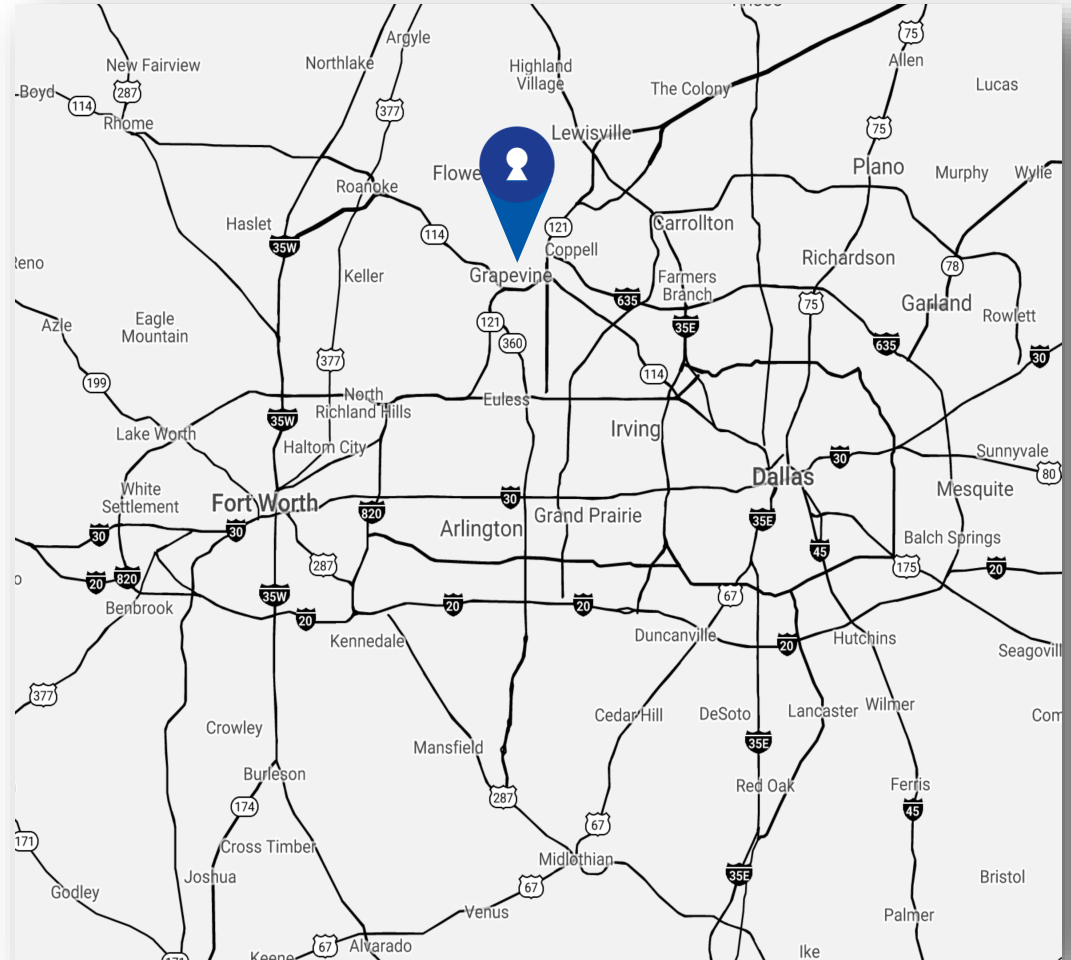 Argyle
75
New Fairview
Northlake
Highland
Village
Allen
Boyd
114
287
377
The Colony
Lucas
Rhome
Lewisville
75
Plano
Flowe
Murphy
Wylie
Roanoke
Haslet
35W
114
121
Carrollton
Coppell
Richardson
78
Reno
Keller
Grapevine
Farmers
Branch
635
75
Garland
Azle
Eagle
Mountain
121
360
35E
Rowlett
635
30
377
114
199
North
Richland Hills
Euless
35W
Lake Worth
Haltom City
Irving
Sunnyvale
30
80
Dallas
White
Settlement
Fort Worth
30
820
Arlington
Grand Prairie
Mesquite
35E
30
30
45
Balch Springs
287
175
20
20
820
35W
67
Benbrook
20
20
20
Kennedale
Duncanville
20
Hutchins
Seagovill
377
Crowley
Cedar Hill
DeSoto
Lancaster
Wilmer
Com
Mansfield
35E
Burleson
Red Oak
Ferris
287
174
45
67
171
Cross Timber
Midlothian
Joshua
35E
Bristol
Godley
67
Venus
Palmer
67
Alvarado
Keene
Ike
171